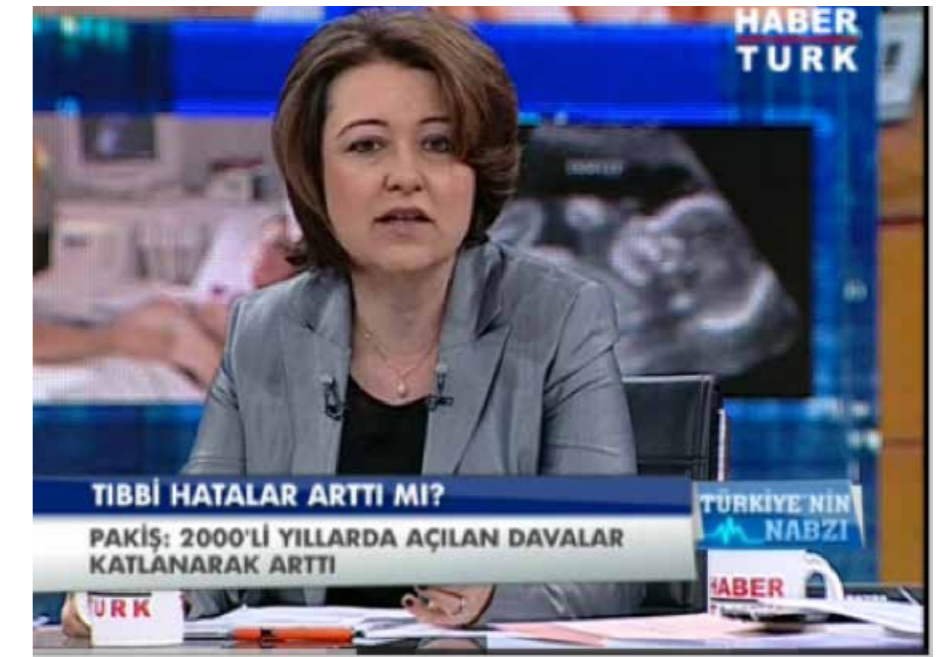 HABER
TURK
TIBBİ HATALAR ARTTI MI?
PAKİŞ: 2000'Lİ YILLARDA AÇILAN DAVALAR
KATLANARAK ARTTI
TÜRKİYE'NİN
NABZI
TURK
HABER